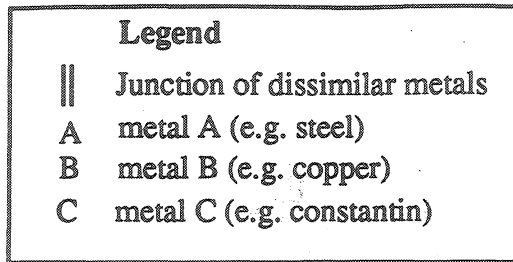 Legend
|| Junction of dissimilar metals
A metal A (e.g. steel)
B metal B (e.g. copper)
C metal C (e.g. constantin)